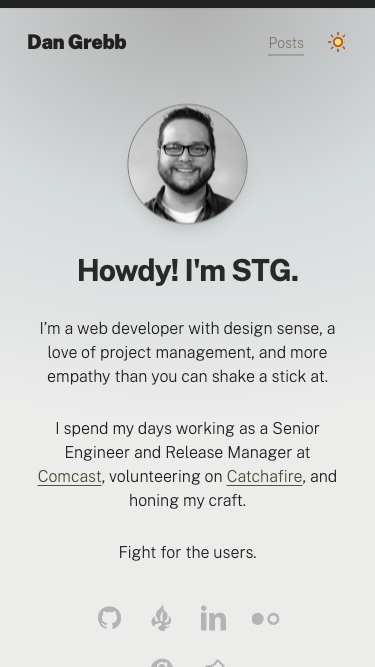 Dan Grebb
Posts
Howdy! I'm STG.
I'm a web developer with design sense, a
love of project management, and more
empathy than you can shake a stick at.
I spend my days working as a Senior
Engineer and Release Manager at
Comcast, volunteering on Catchafire, and
honing my craft.
Fight for the users.